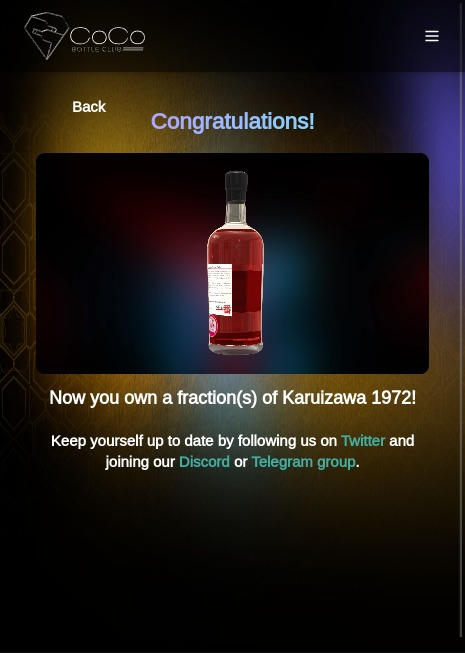 CoCo
BOTTLE CLUB
Back
Congratulations!
Now you own a fraction(s) of Karuizawa 1972!
Keep yourself up to date by following us on Twitter and
joining our Discord or Telegram group.